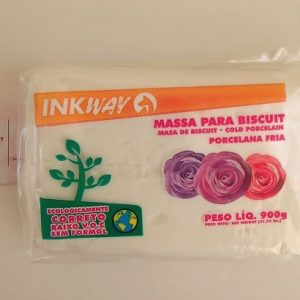 INKWAY
MASSA PARA BISCUIT
MASA DE BISCUIT - COLD PORCELAIN
PORCELANA FRIA
ECOLOGICAMENTE
CORRETO
BAIXO V.O.C
SEM FORMOL
PESO LÍQ. 900g